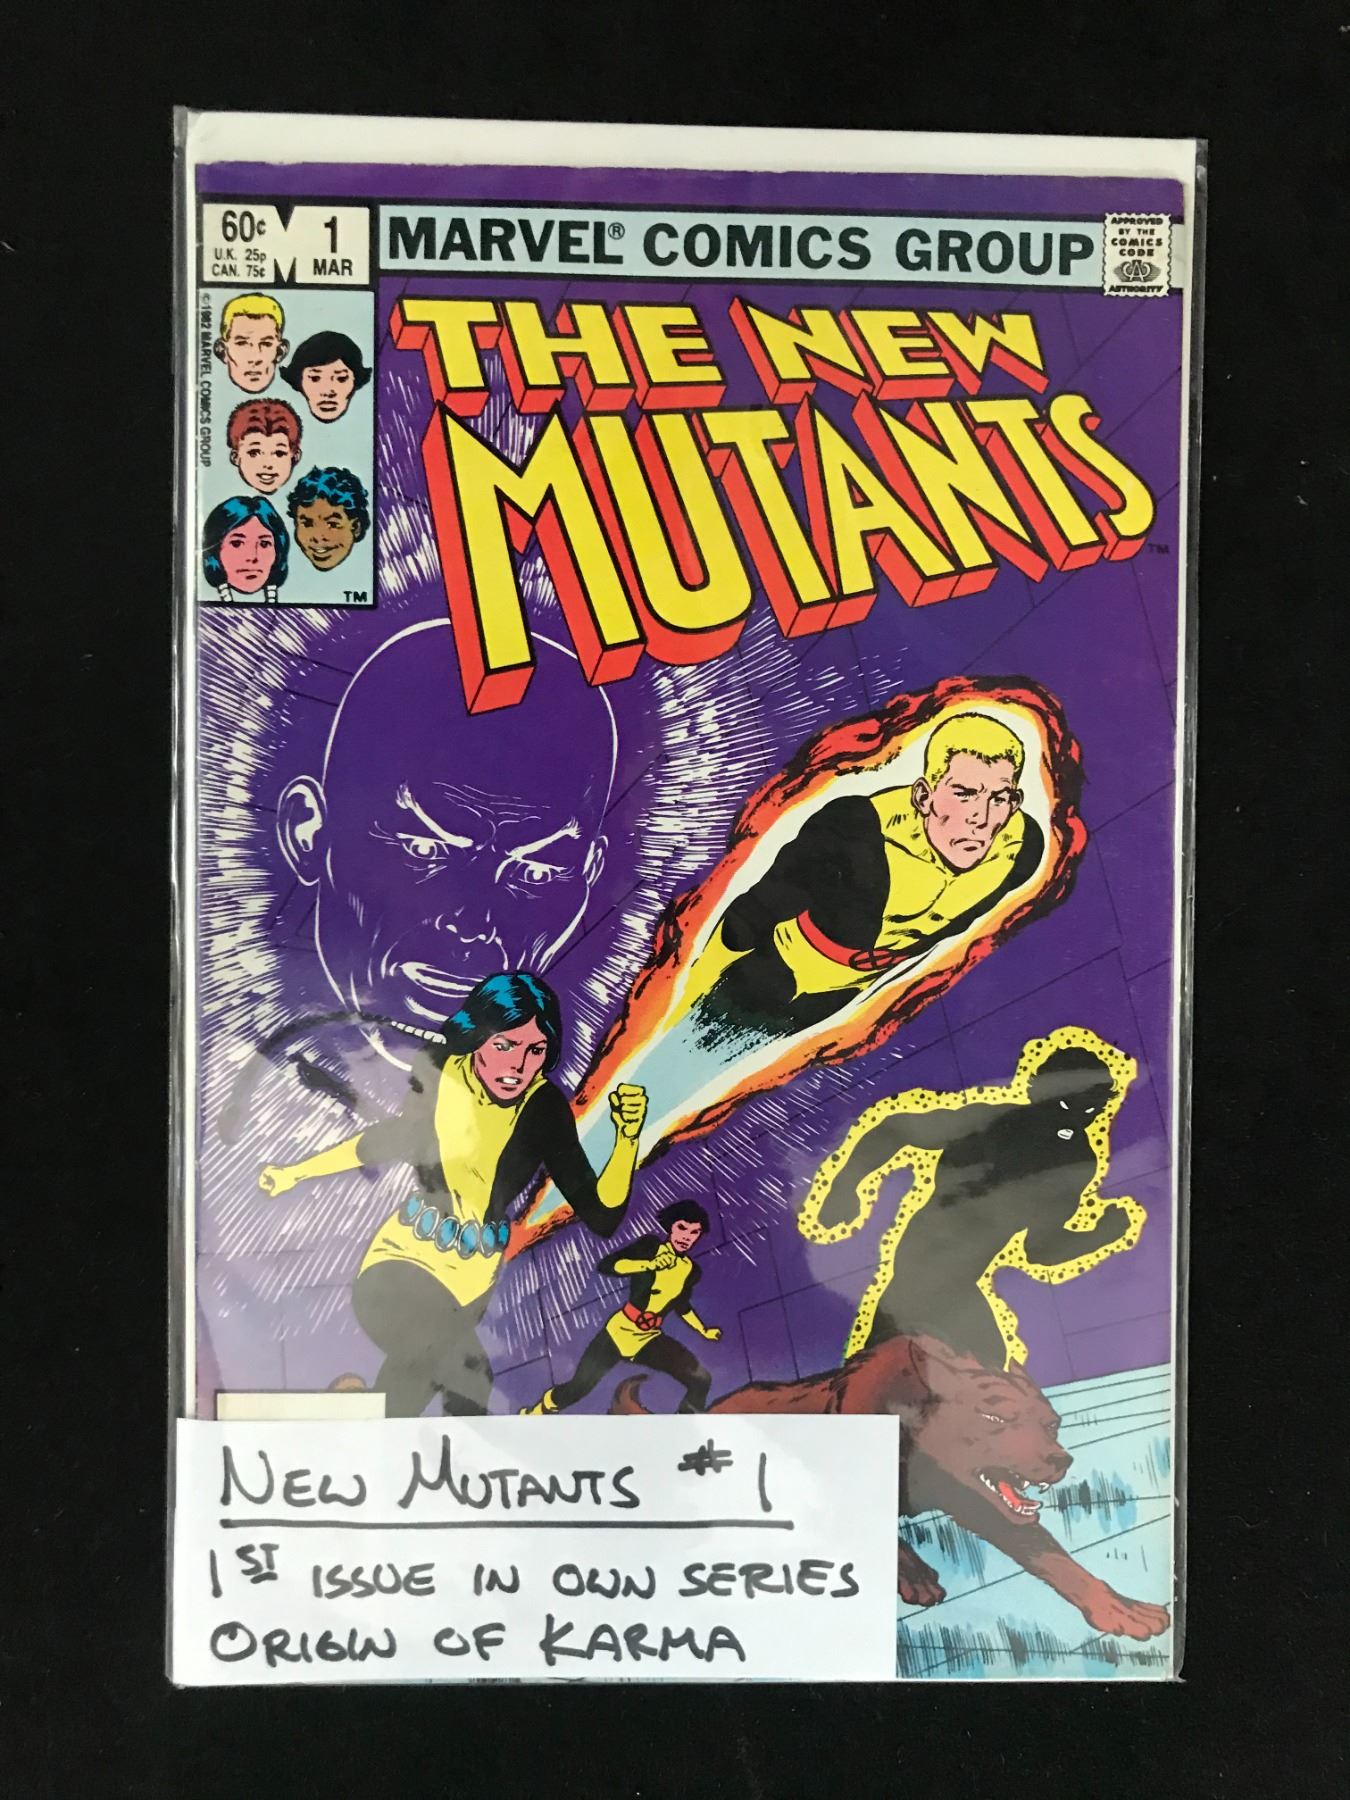 60¢
U.K. 25p
CAN. 75¢
1
MAR
MARVEL® COMICS GROUP
APPROVED
BY THE
COMICS
CODE
CA
AUTHORITY
©1982 MARVEL COMICS GROUP
TM
THE NEW
MUTANTS
TM
NEW MUTANTS #1
1ST ISSUE IN OWN SERIES
ORIGIN OF KARMA